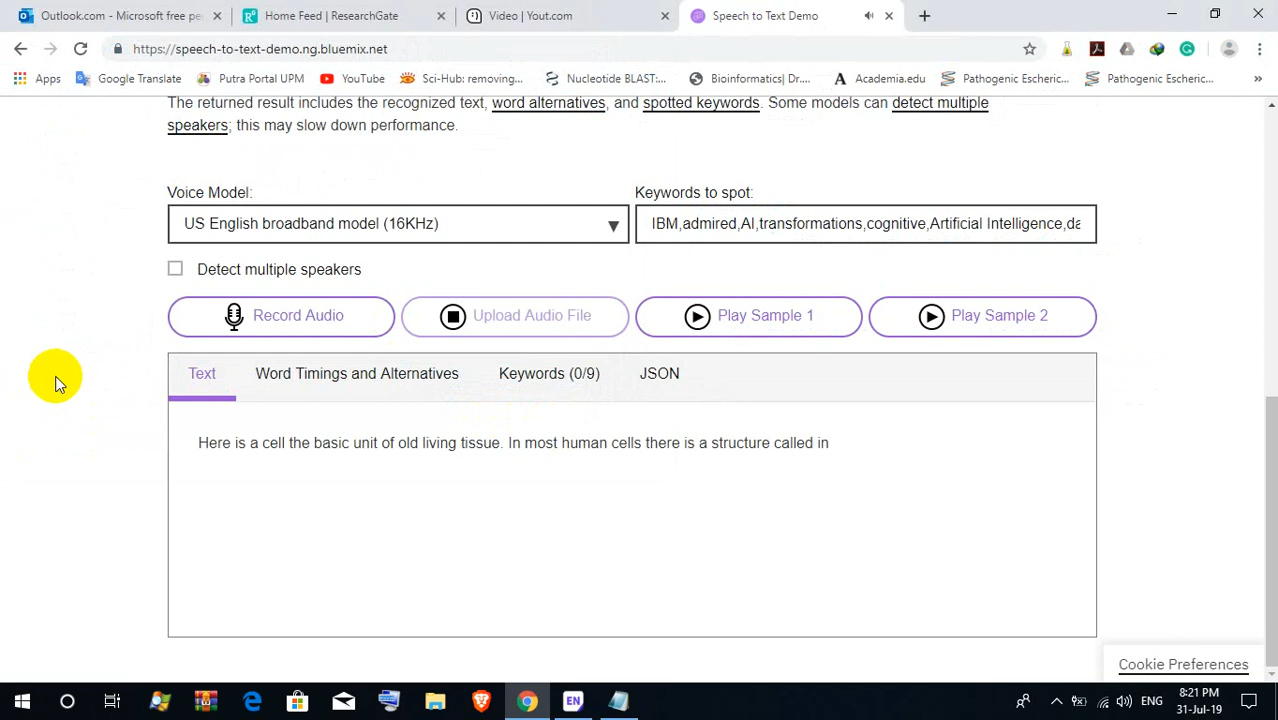 Outlook.com - Microsoft free pe
Home Feed | ResearchGate
Video | Yout.com
Speech to Text Demo
https://speech-to-text-demo.ng.bluemix.net
Apps
Google Translate
Putra Portal UPM
YouTube
Sci-Hub: removing...
Nucleotide BLAST:...
Bioinformatics| Dr....
Academia.edu
Pathogenic Escheric...
Pathogenic Escheric...
»
The returned result includes the recognized text, word alternatives, and spotted keywords. Some models can detect multiple
speakers; this may slow down performance.
Voice Model:
Keywords to spot:
US English broadband model (16KHz)
IBM,admired,AI,transformations,cognitive,Artificial Intelligence,da
Detect multiple speakers
Record Audio
Upload Audio File
Play Sample 1
Play Sample 2
Text
Word Timings and Alternatives
Keywords (0/9)
JSON
Here is a cell the basic unit of old living tissue. In most human cells there is a structure called in
Cookie Preferences
EN
ENG
8:21 PM
31-Jul-19